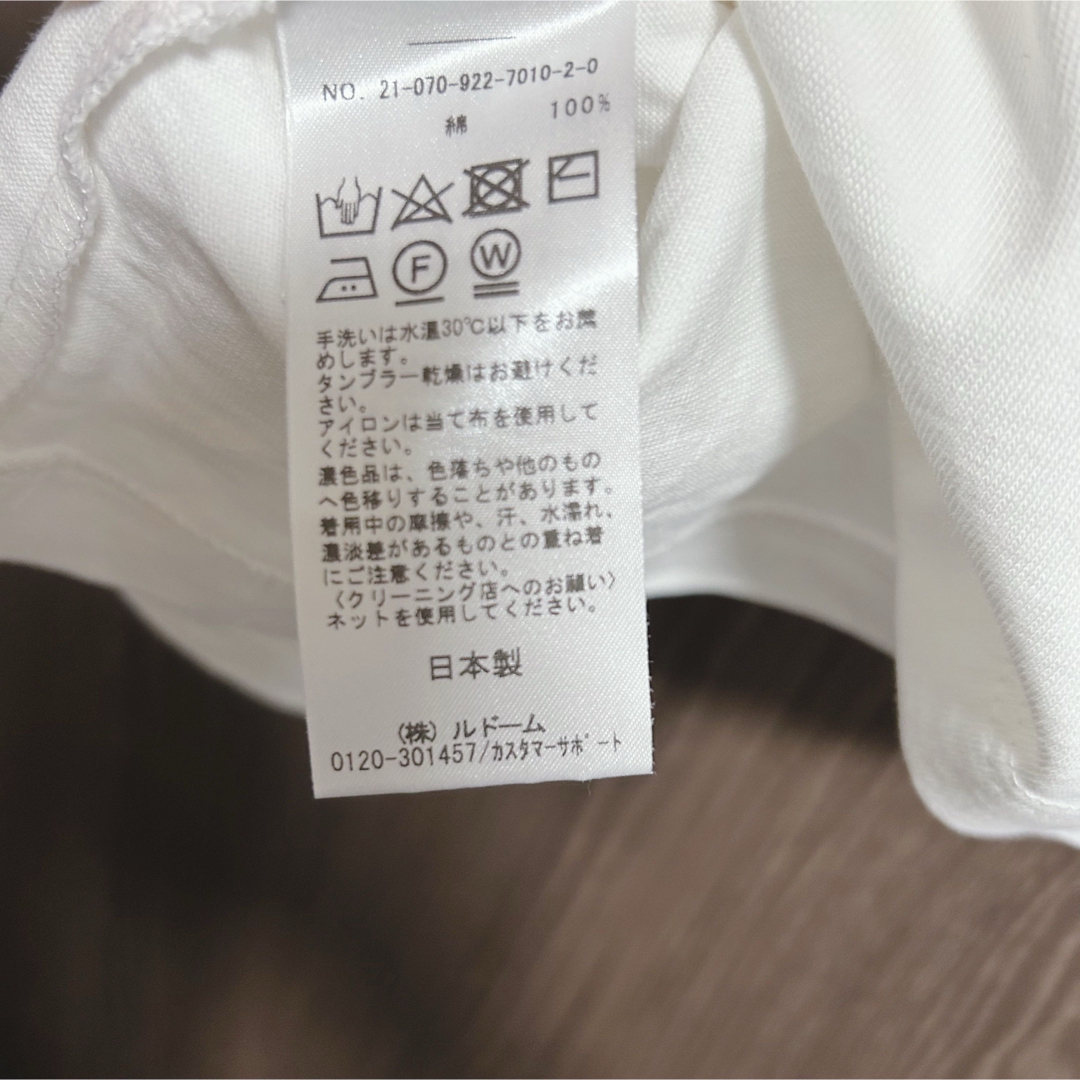 NO. 21-070-922-7010-2-0
綿 100%
F W
手洗いは水温30℃以下をお薦
めします。
タンブラー乾燥はお避けくだ
さい。
アイロンは当て布を使用して
ください。
濃色品は、色落ちや他のもの
へ色移りすることがあります。
着用中の摩擦や、汗、水濡れ、
濃淡差があるものとの重ね着
にご注意ください。
〈クリーニング店へのお願い〉
ネットを使用してください。
日本製
(株) ルドーム
0120-301457/カスタマーサポート